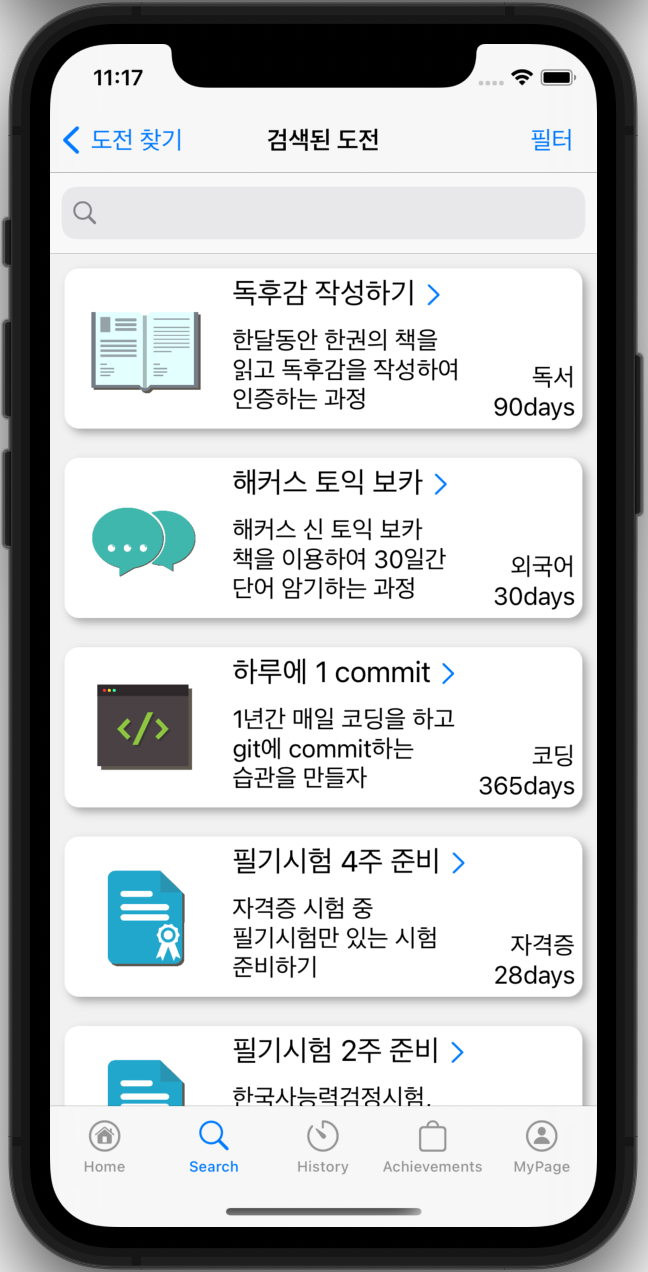 11:17
도전 찾기
검색된 도전
필터
독후감 작성하기
한달동안 한권의 책을
읽고 독후감을 작성하여
인증하는 과정
독서
90days
해커스 토익 보카
해커스 신 토익 보카
책을 이용하여 30일간
단어 암기하는 과정
외국어
30days
하루에 1 commit
1년간 매일 코딩을 하고
git에 commit하는
습관을 만들자
코딩
365days
필기시험 4주 준비
자격증 시험 중
필기시험만 있는 시험
준비하기
자격증
28days
필기시험 2주 준비
한국사능력검정시험,
Home
Search
History
Achievements
MyPage